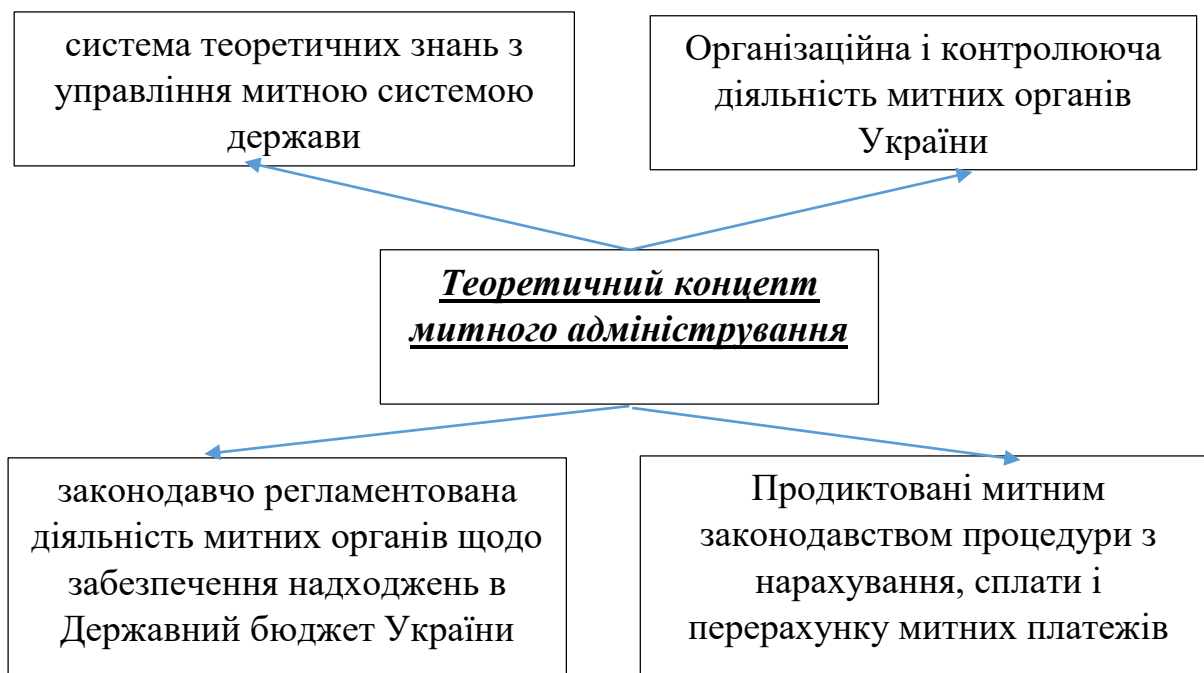 система теоретичних знань з
управління митною системою
держави
Організаційна і контролююча
діяльність митних органів
України
Теоретичний концепт
митного адміністрування
законодавчо регламентована
діяльність митних органів щодо
забезпечення надходжень в
Державний бюджет України
Продиктовані митним
законодавством процедури з
нарахування, сплати і
перерахунку митних платежів